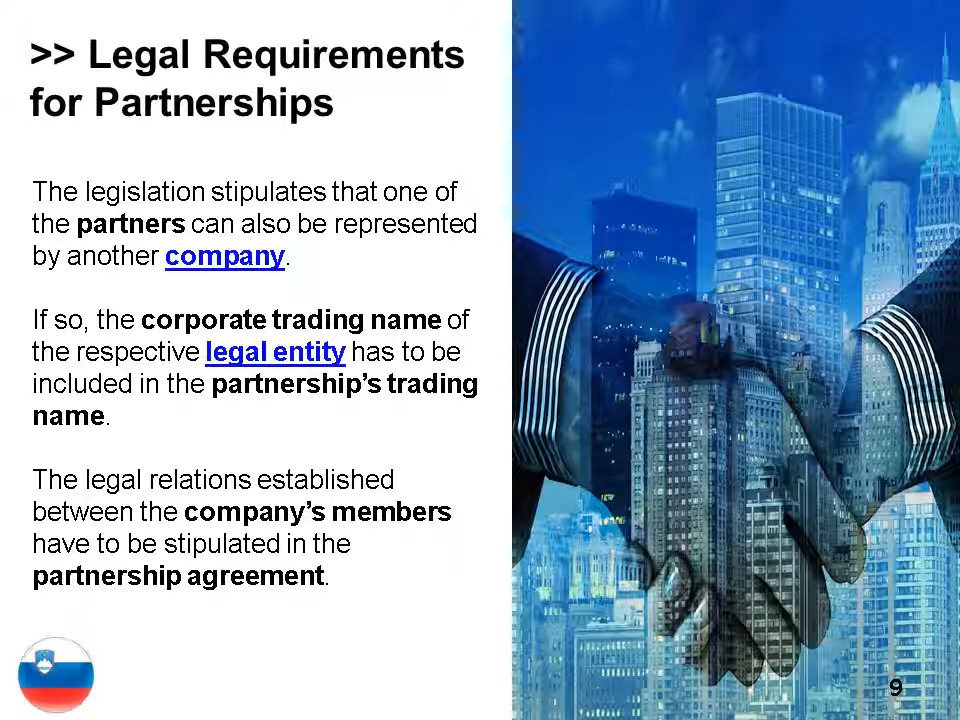 >> Legal Requirements
for Partnerships
The legislation stipulates that one of
the partners can also be represented
by another company.
If so, the corporate trading name of
the respective legal entity has to be
included in the partnership’s trading
name.
The legal relations established
between the company’s members
have to be stipulated in the
partnership agreement.
9